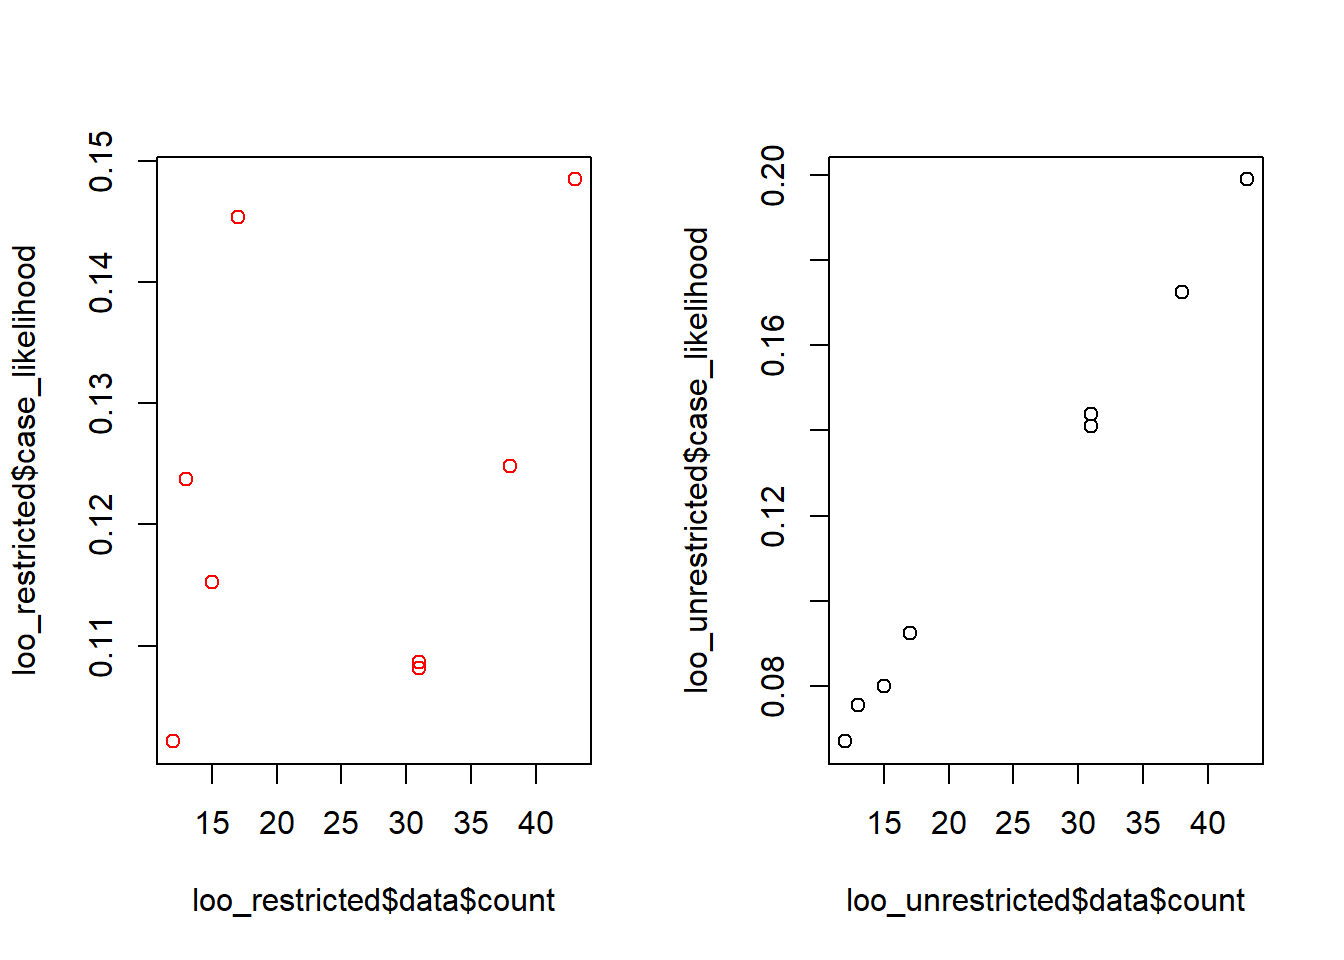 loo_restricted$case_likelihood
0.15
0.14
0.13
0.12
0.11
15 20 25 30 35 40
loo_restricted$data$count
loo_unrestricted$case_likelihood
0.20
0.16
0.12
0.08
15 20 25 30 35 40
loo_unrestricted$data$count